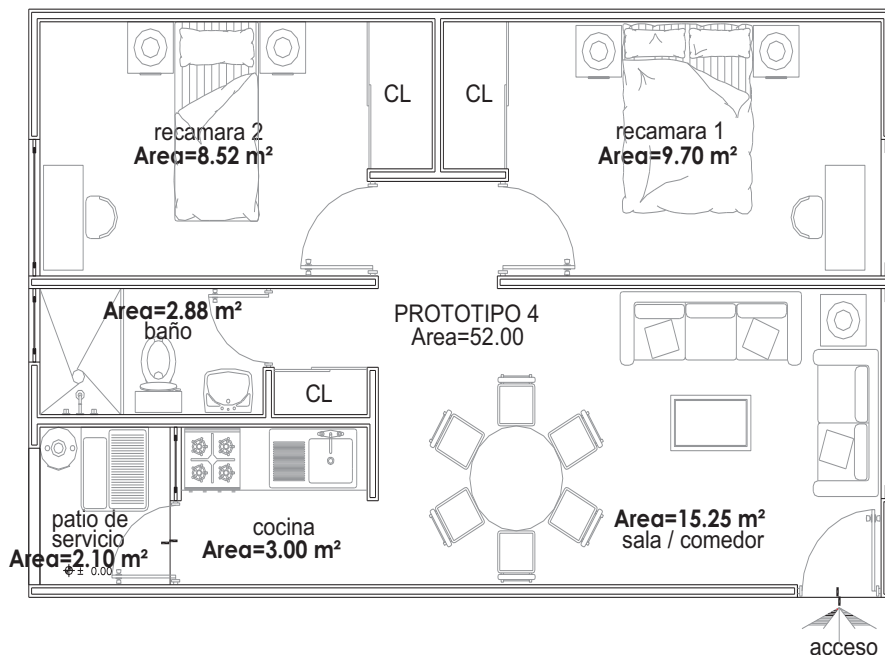 CL
CL
recamara 2
Area=8.52 m²
recamara 1
Area=9.70 m²
Area=2.88 m²
baño
PROTOTIPO 4
Area=52.00
CL
patio de
servicio
Area=2.10 m²
± 0.00
cocina
Area=3.00 m²
Area=15.25 m²
sala / comedor
acceso